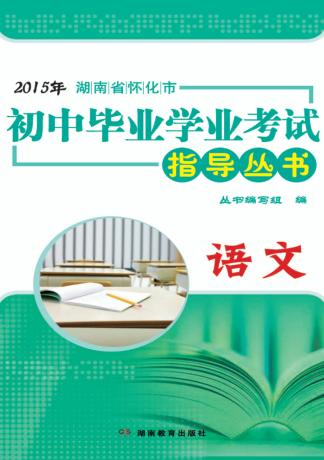 2015年 湖南省怀化市
初中毕业学业考试
指导丛书
丛书编写组 编
语文
湖南教育出版社